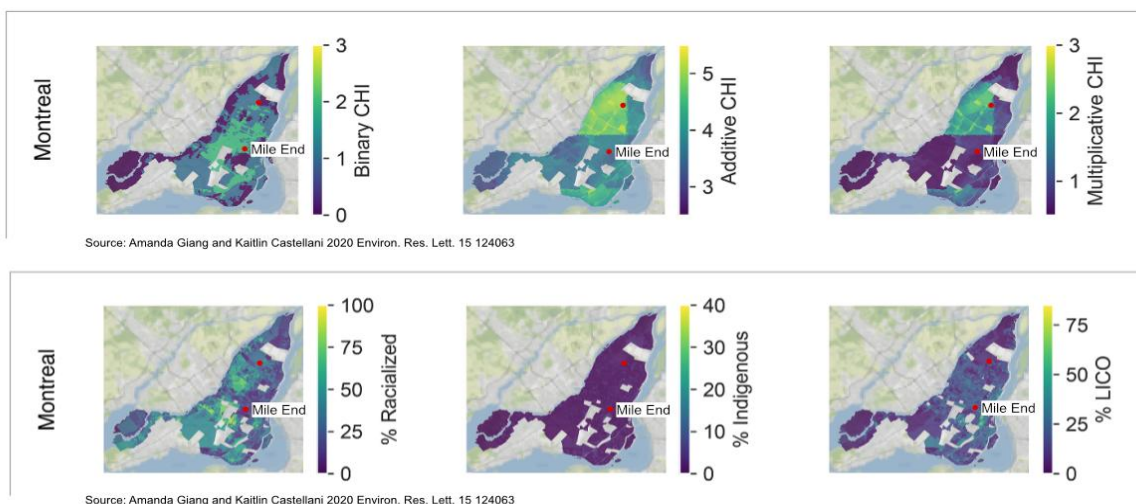 Montreal
3
2
1
0
Binary CHI
Mile End
5
4
3
Additive CHI
Mile End
3
2
1
Multiplicative CHI
Mile End
Source: Amanda Giang and Kaitlin Castellani 2020 Environ. Res. Lett. 15 124063
Montreal
100
75
50
25
0
% Racialized
Mile End
40
30
20
10
0
% Indigenous
Mile End
75
50
25
0
% LICO
Mile End
Source: Amanda Giang and Kaitlin Castellani 2020 Environ. Res. Lett. 15 124063